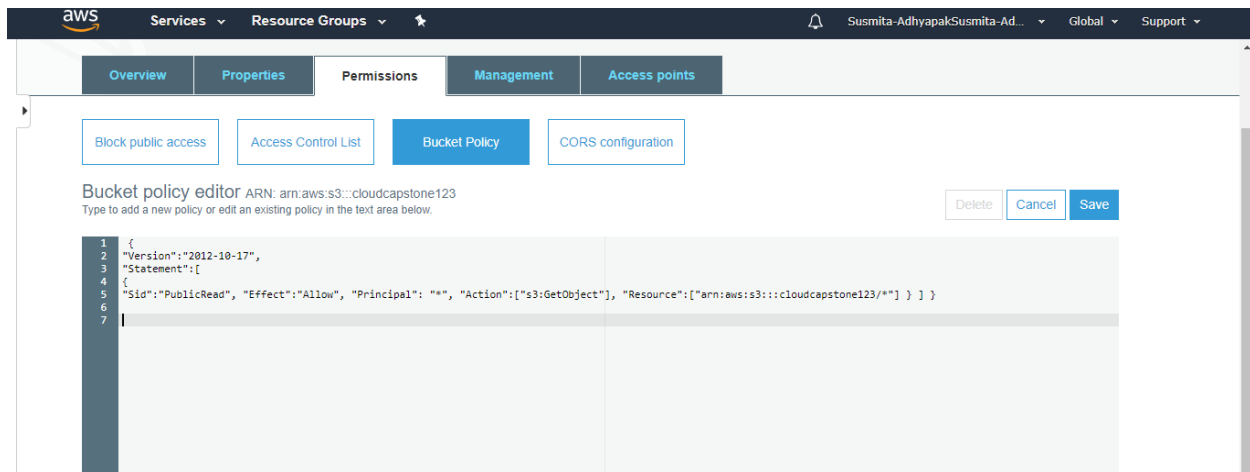 aws Services Resource Groups Susmita-AdhyapakSusmita-Ad... Global Support
Overview Properties Permissions Management Access points
Block public access Access Control List Bucket Policy CORS configuration
Bucket policy editor ARN: arn:aws:s3:::cloudcapstone123
Type to add a new policy or edit an existing policy in the text area below.
Delete Cancel Save
1 {
2 "Version":"2012-10-17",
3 "Statement":[
4 {
5 "Sid":"PublicRead", "Effect":"Allow", "Principal": "*", "Action":["s3:GetObject"], "Resource":["arn:aws:s3:::cloudcapstone123/*"] } ] }
6
7